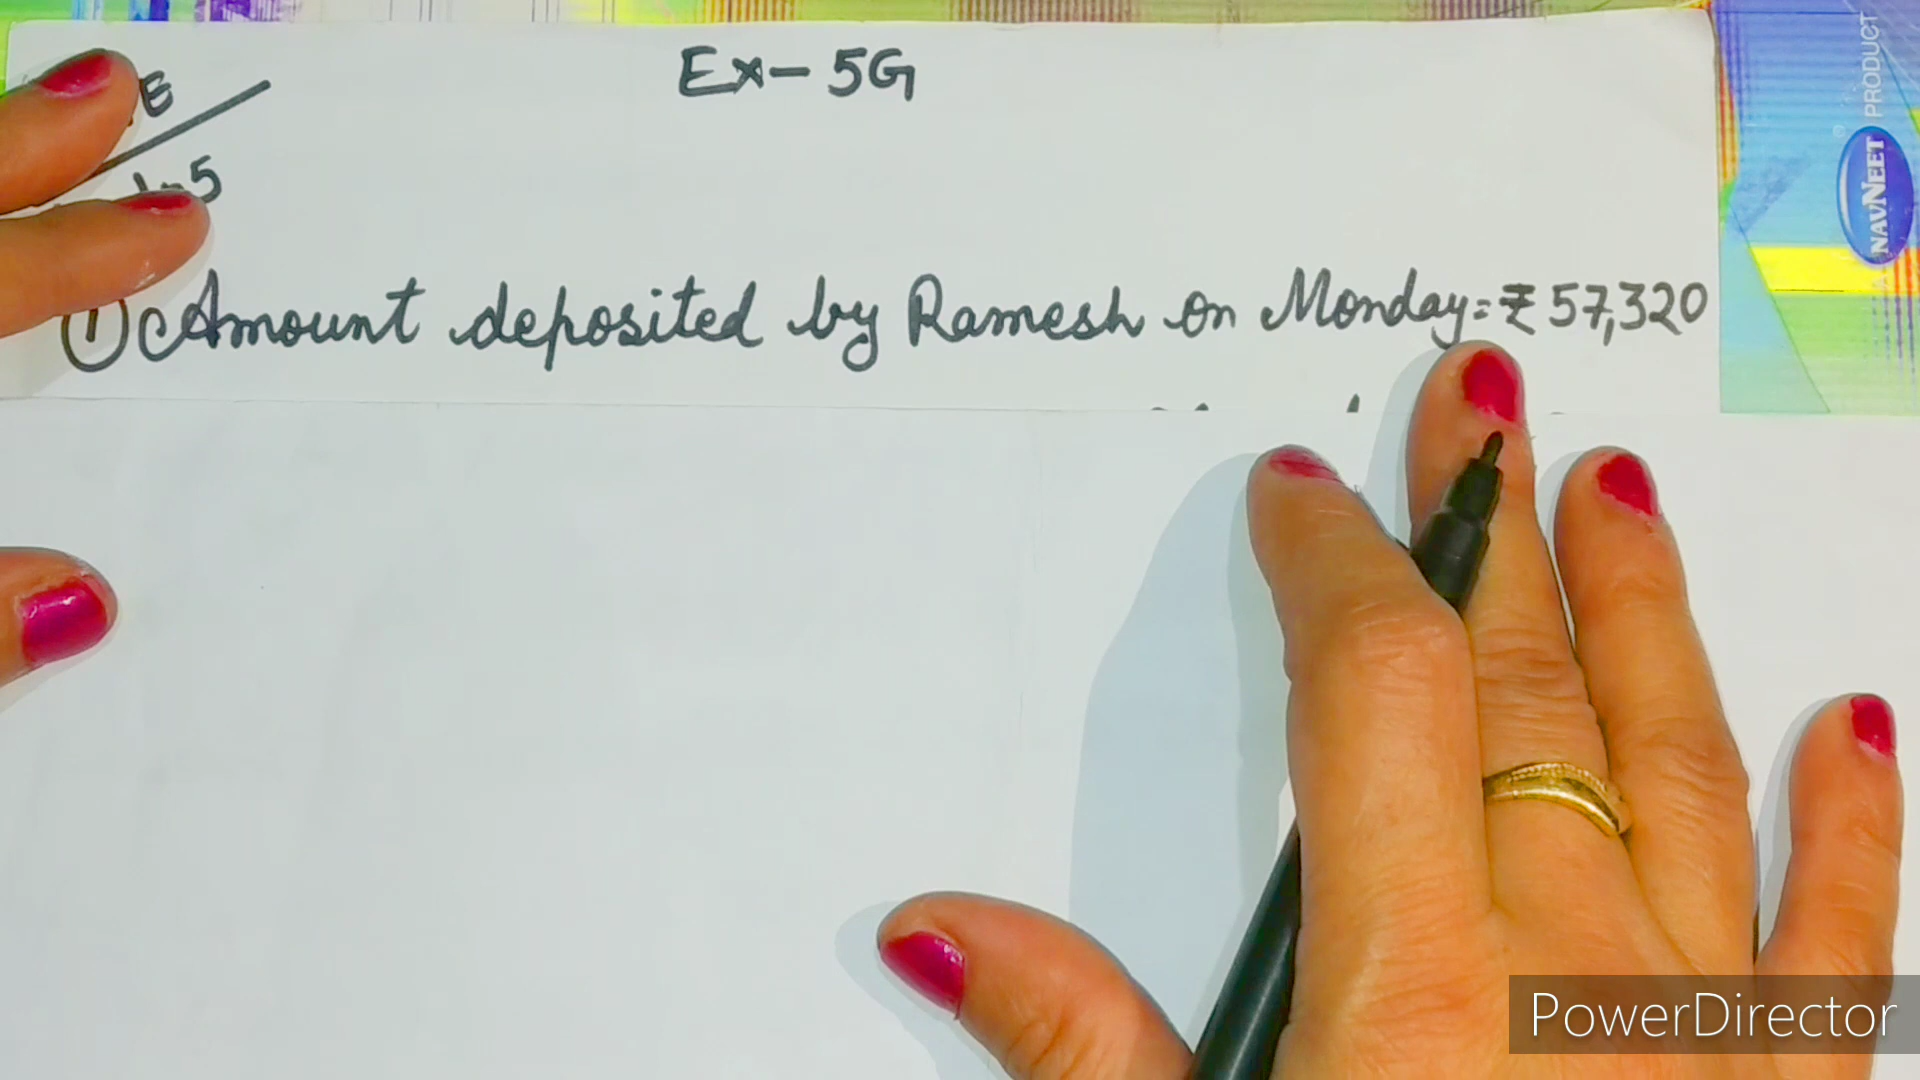 Ex- 5G
E
5
① Amount deposited by Ramesh on Monday = ₹ 57,320
NAVNEET PRODUCT
PowerDirector